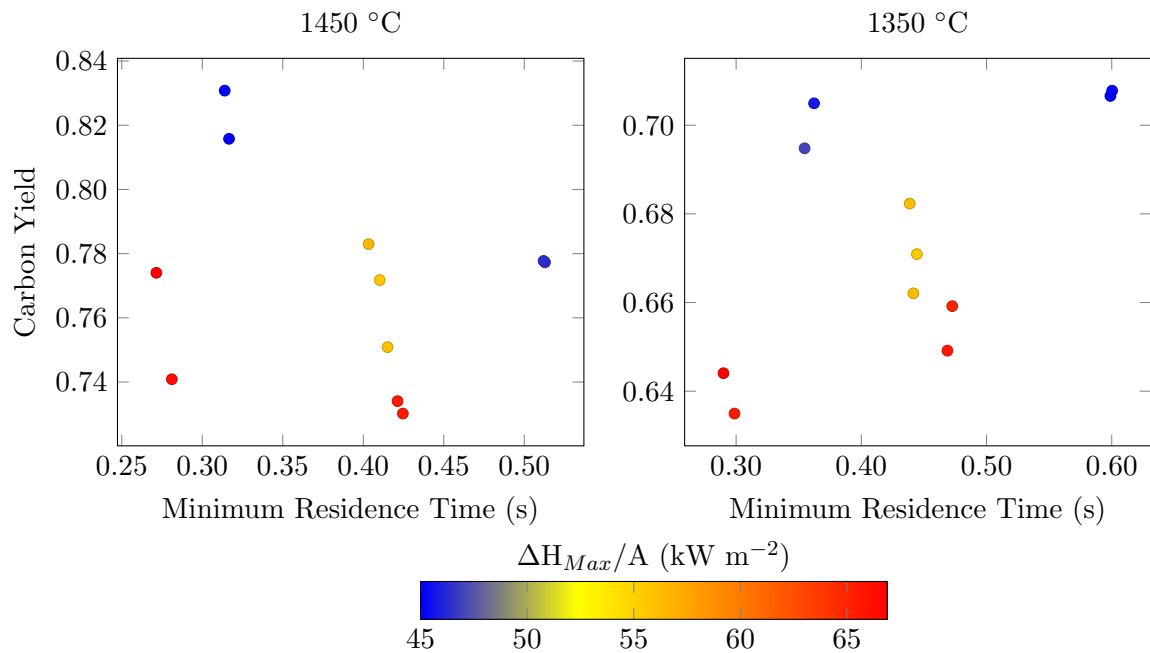 1450 °C
1350 °C
Carbon Yield
0.84
0.82
0.80
0.78
0.76
0.74
0.25 0.30 0.35 0.40 0.45 0.50
Minimum Residence Time (s)
0.70
0.68
0.66
0.64
0.30 0.40 0.50 0.60
Minimum Residence Time (s)
ΔH_{Max}/A (kW m⁻²)
45 50 55 60 65